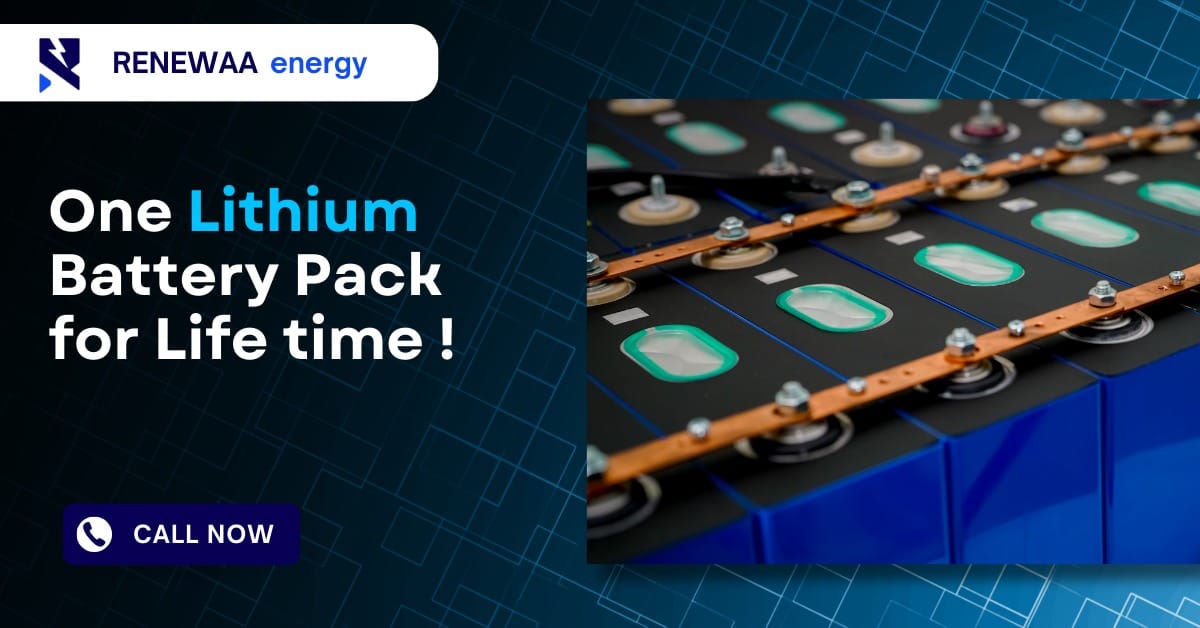 RENEWAA energy
One Lithium
Battery Pack
for Life time !
CALL NOW